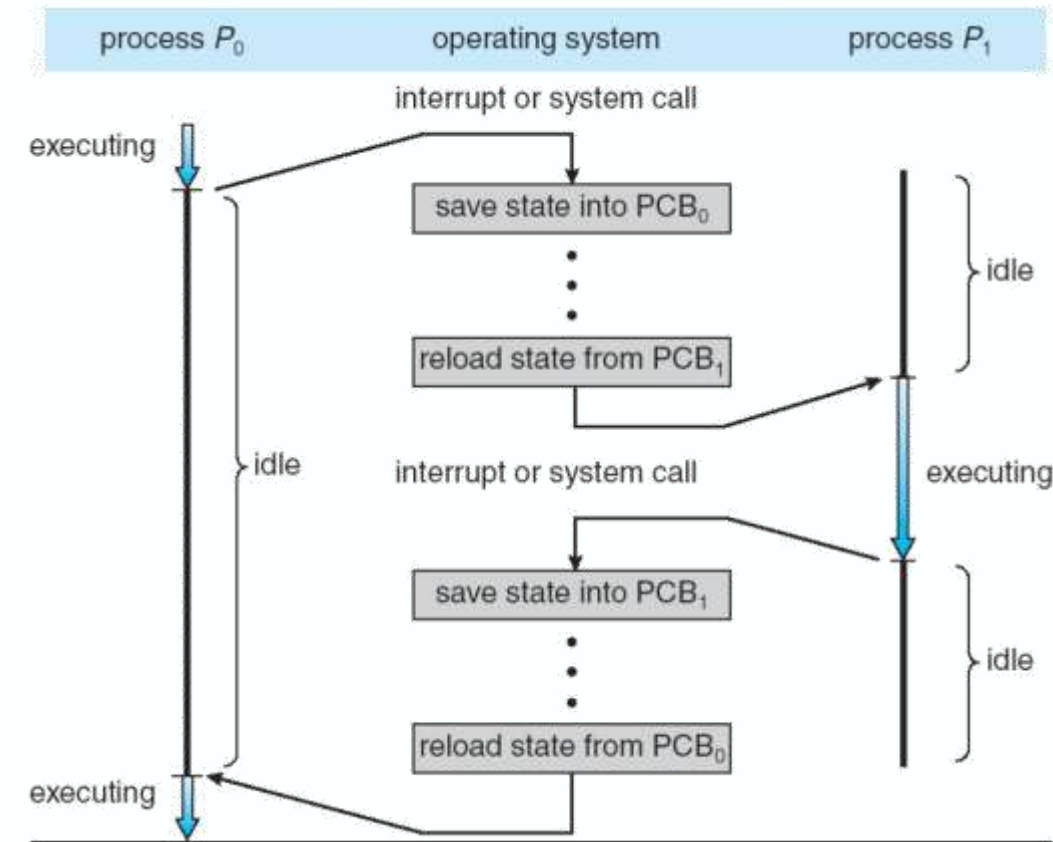 process P₀
operating system
process P₁
interrupt or system call
executing
save state into PCB₀
idle
reload state from PCB₁
idle
interrupt or system call
executing
save state into PCB₁
idle
reload state from PCB₀
executing